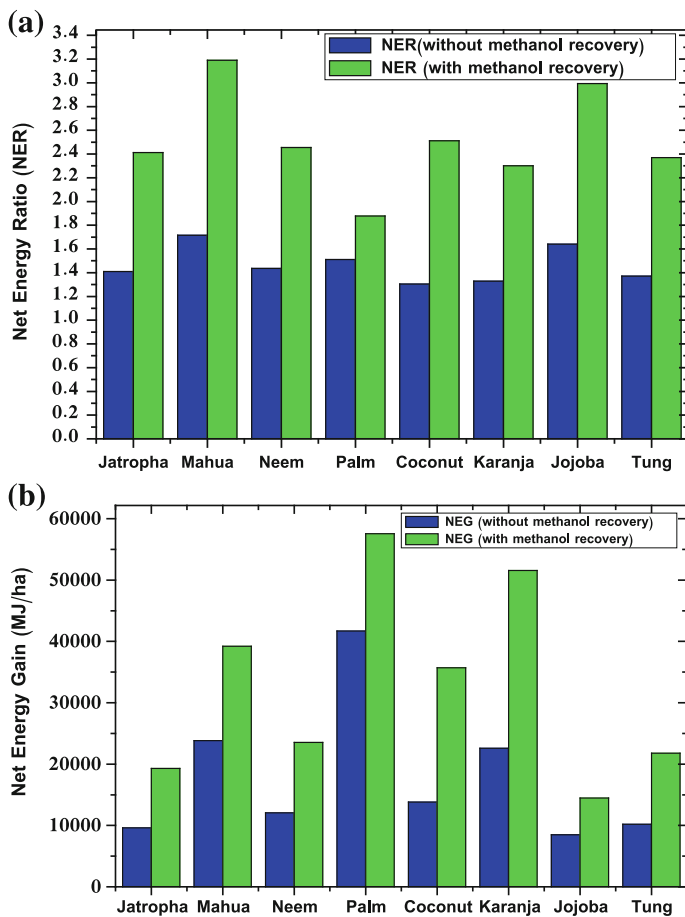 (a)
NER(without methanol recovery)
NER (with methanol recovery)
Net Energy Ratio (NER)
3.4
3.2
3.0
2.8
2.6
2.4
2.2
2.0
1.8
1.6
1.4
1.2
1.0
0.8
0.6
0.4
0.2
0.0
Jatropha Mahua Neem Palm Coconut Karanja Jojoba Tung
(b)
NEG (without methanol recovery)
NEG (with methanol recovery)
Net Energy Gain (MJ/ha)
60000
50000
40000
30000
20000
10000
0
Jatropha Mahua Neem Palm Coconut Karanja Jojoba Tung